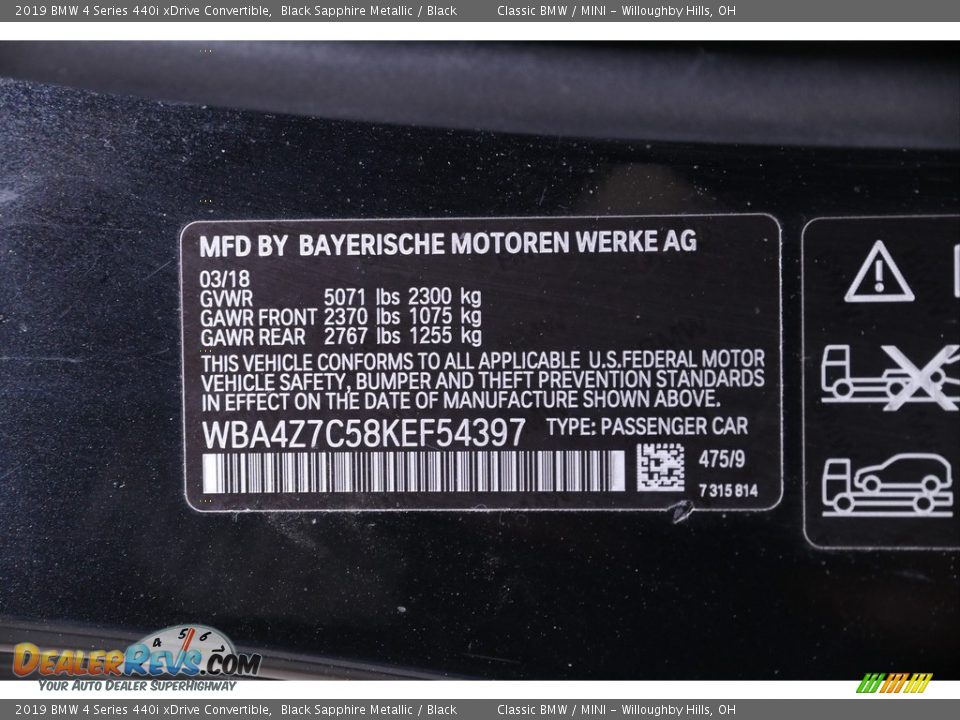 2019 BMW 4 Series 440i xDrive Convertible, Black Sapphire Metallic / Black Classic BMW / MINI - Willoughby Hills, OH
MFD BY BAYERISCHE MOTOREN WERKE AG
03/18
GVWR 5071 lbs 2300 kg
GAWR FRONT 2370 lbs 1075 kg
GAWR REAR 2767 lbs 1255 kg
THIS VEHICLE CONFORMS TO ALL APPLICABLE U.S.FEDERAL MOTOR
VEHICLE SAFETY, BUMPER AND THEFT PREVENTION STANDARDS
IN EFFECT ON THE DATE OF MANUFACTURE SHOWN ABOVE.
WBA4Z7C58KEF54397 TYPE: PASSENGER CAR
475/9
7 315 814
4 5 6
DealerRevs.com
Your Auto Dealer SuperHighway
2019 BMW 4 Series 440i xDrive Convertible, Black Sapphire Metallic / Black Classic BMW / MINI - Willoughby Hills, OH